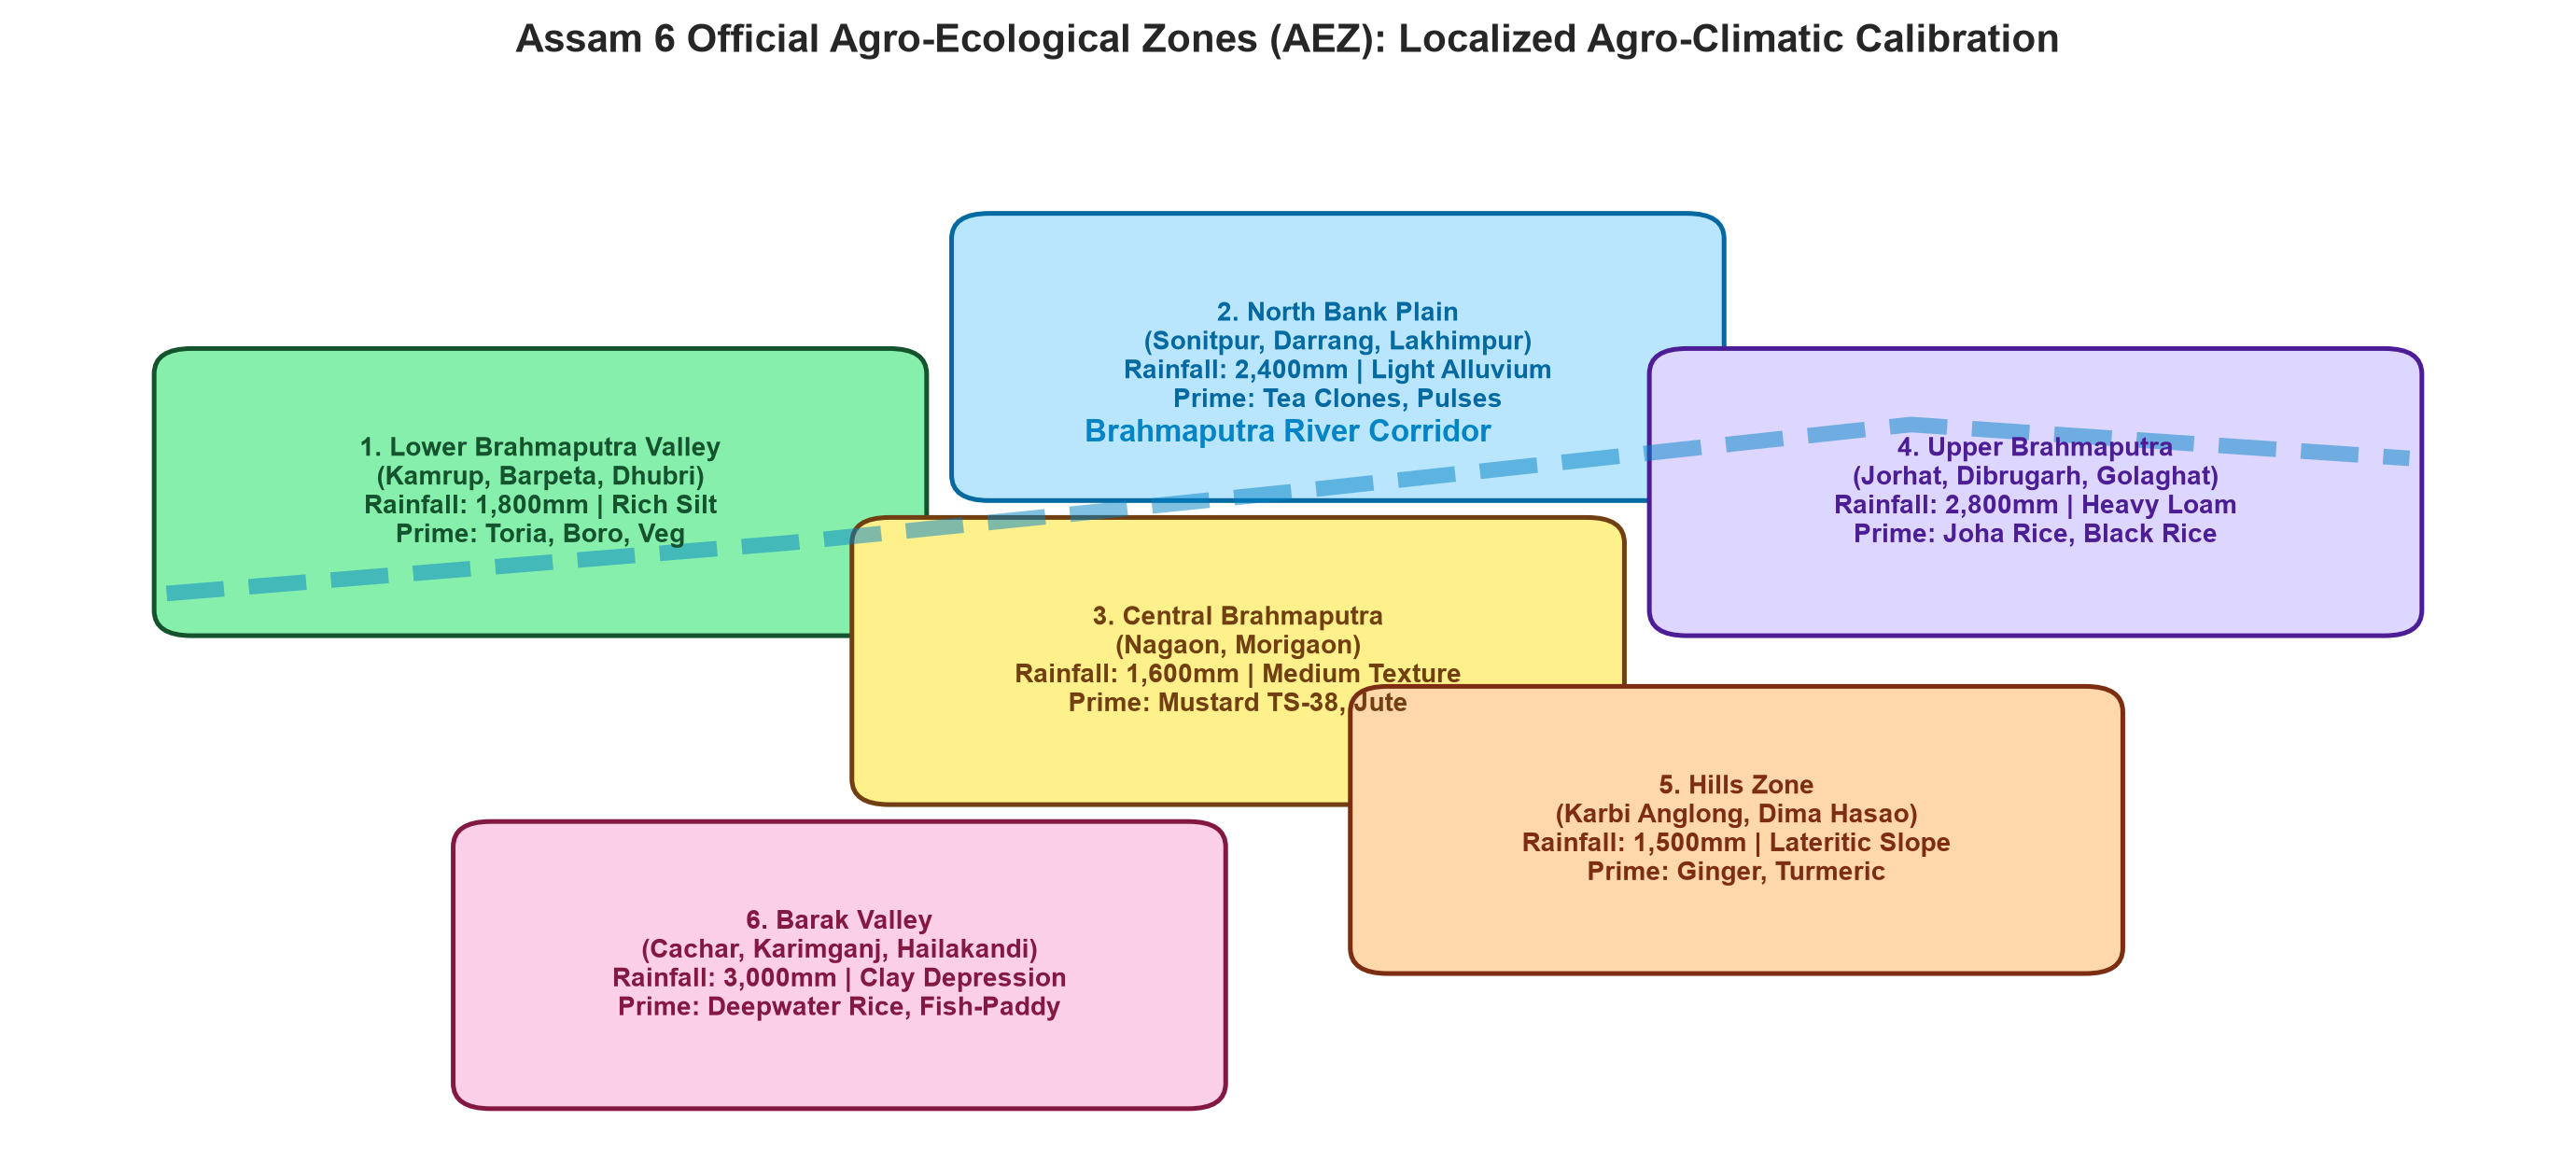 Assam 6 Official Agro-Ecological Zones (AEZ): Localized Agro-Climatic Calibration
1. Lower Brahmaputra Valley
(Kamrup, Barpeta, Dhubri)
Rainfall: 1,800mm | Rich Silt
Prime: Toria, Boro, Veg
2. North Bank Plain
(Sonitpur, Darrang, Lakhimpur)
Rainfall: 2,400mm | Light Alluvium
Prime: Tea Clones, Pulses
Brahmaputra River Corridor
3. Central Brahmaputra
(Nagaon, Morigaon)
Rainfall: 1,600mm | Medium Texture
Prime: Mustard TS-38, Jute
4. Upper Brahmaputra
(Jorhat, Dibrugarh, Golaghat)
Rainfall: 2,800mm | Heavy Loam
Prime: Joha Rice, Black Rice
5. Hills Zone
(Karbi Anglong, Dima Hasao)
Rainfall: 1,500mm | Lateritic Slope
Prime: Ginger, Turmeric
6. Barak Valley
(Cachar, Karimganj, Hailakandi)
Rainfall: 3,000mm | Clay Depression
Prime: Deepwater Rice, Fish-Paddy